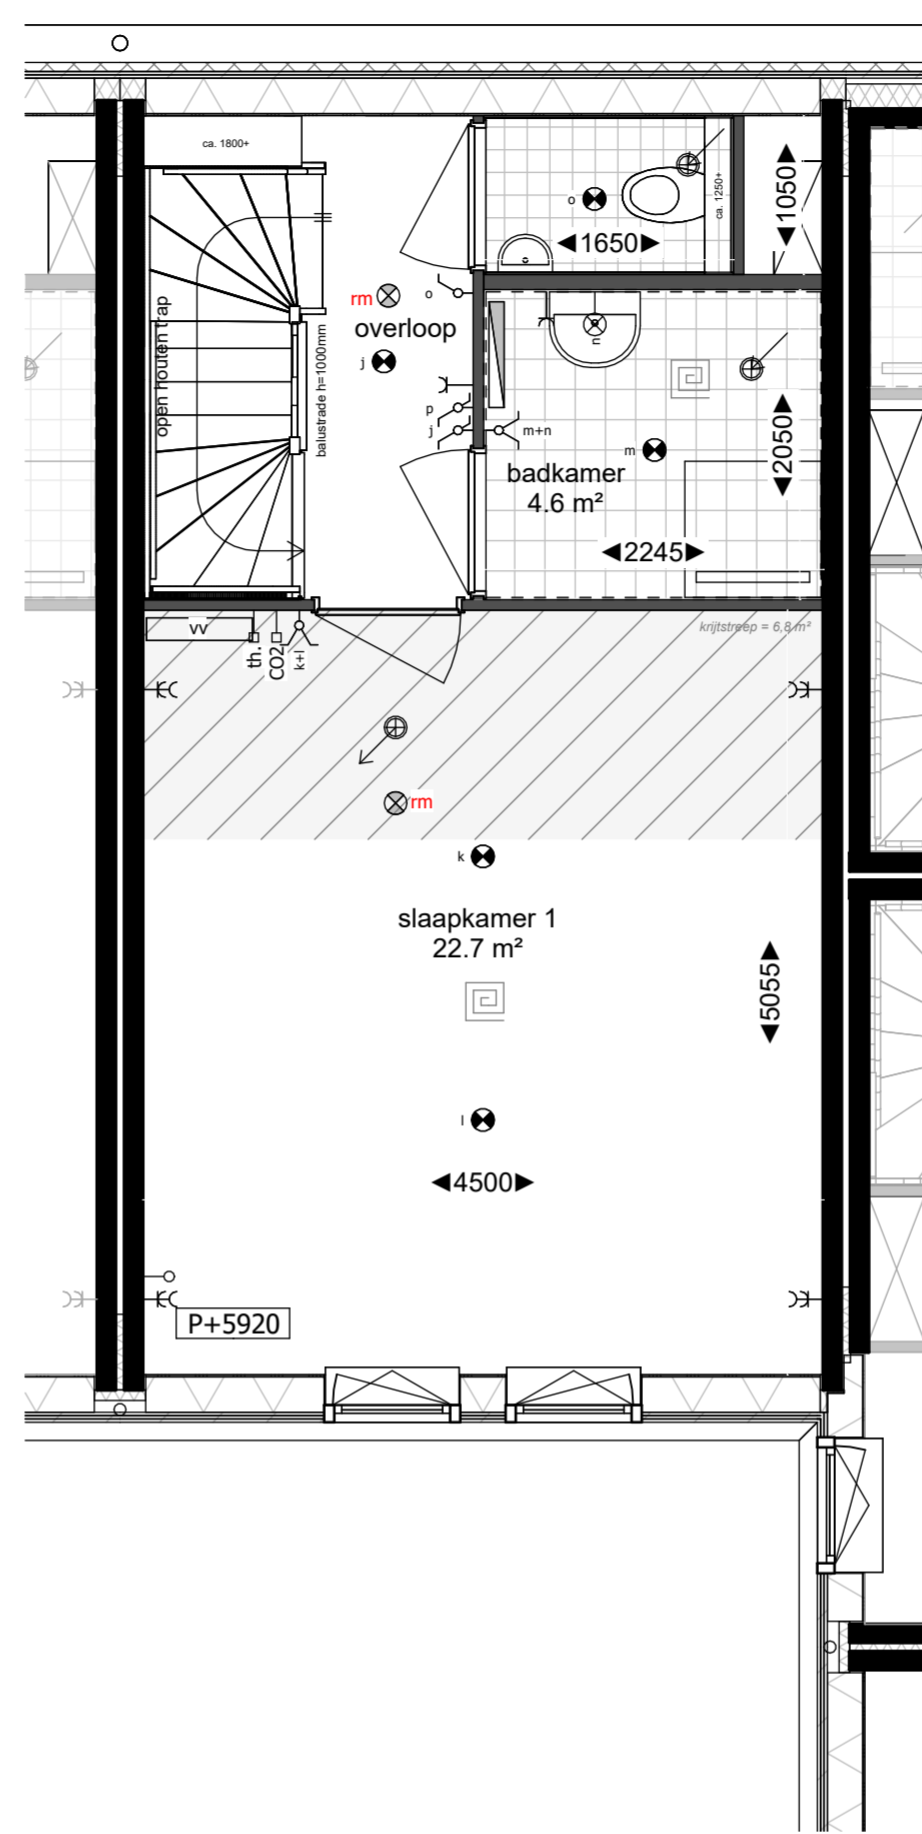 ca. 1800+
o
1650
ca. 1250+
1050
rm
o
overloop
j
open houten trap
balustrade h=1000mm
p
j
m+n
n
m
2050
badkamer
4.6 m²
2245
vv
th.
CO2
k+l
krijtstreep = 6,8 m²
rm
k
slaapkamer 1
22.7 m²
5055
l
4500
P+5920